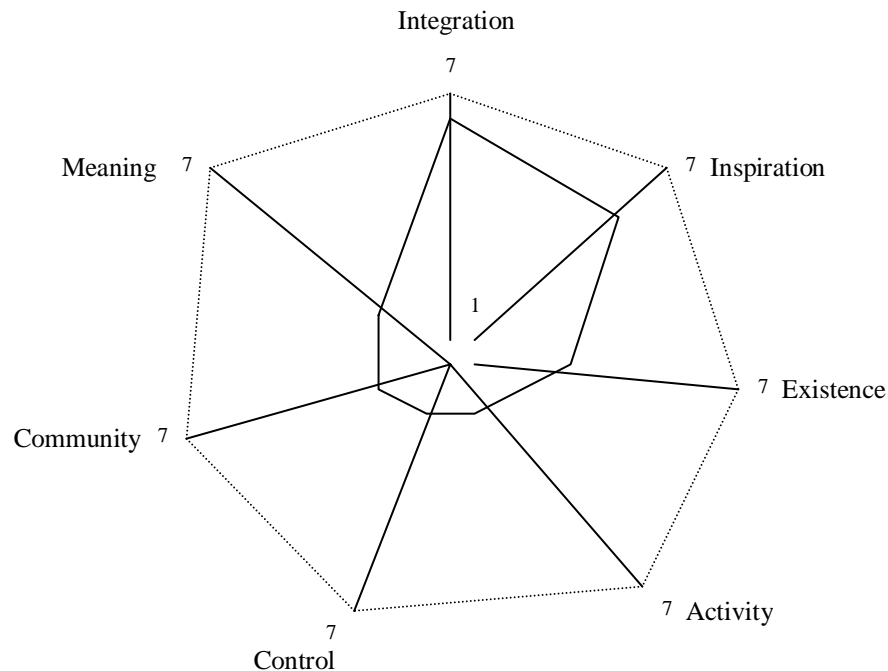 Integration
7
Meaning 7
7 Inspiration
1
7 Existence
Community 7
7 Activity
7
Control